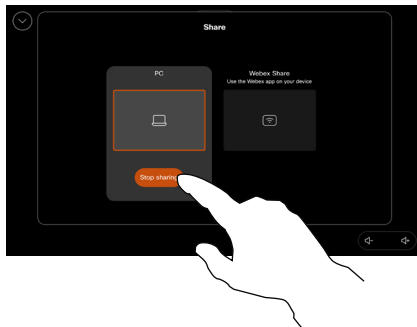 Share
PC
Webex Share
Use the Webex app on your device
Stop sharing